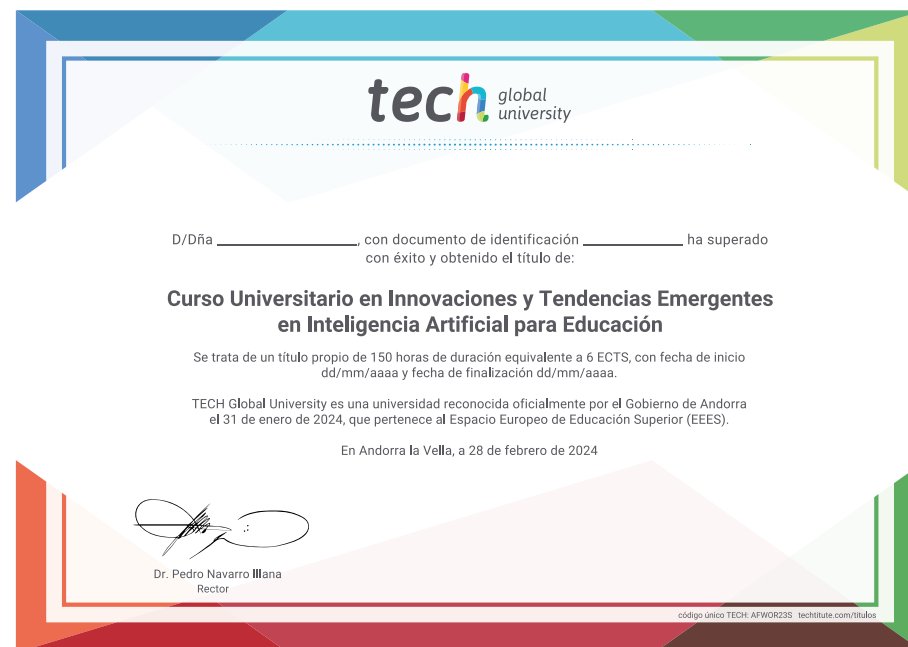 tech global university
D/Dña ____________________, con documento de identificación ______________ ha superado
con éxito y obtenido el título de:
Curso Universitario en Innovaciones y Tendencias Emergentes
en Inteligencia Artificial para Educación
Se trata de un título propio de 150 horas de duración equivalente a 6 ECTS, con fecha de inicio
dd/mm/aaaa y fecha de finalización dd/mm/aaaa.
TECH Global University es una universidad reconocida oficialmente por el Gobierno de Andorra
el 31 de enero de 2024, que pertenece al Espacio Europeo de Educación Superior (EEES).
En Andorra la Vella, a 28 de febrero de 2024
Dr. Pedro Navarro Illana
Rector
código único TECH: AFWOR23S techtitute.com/titulos